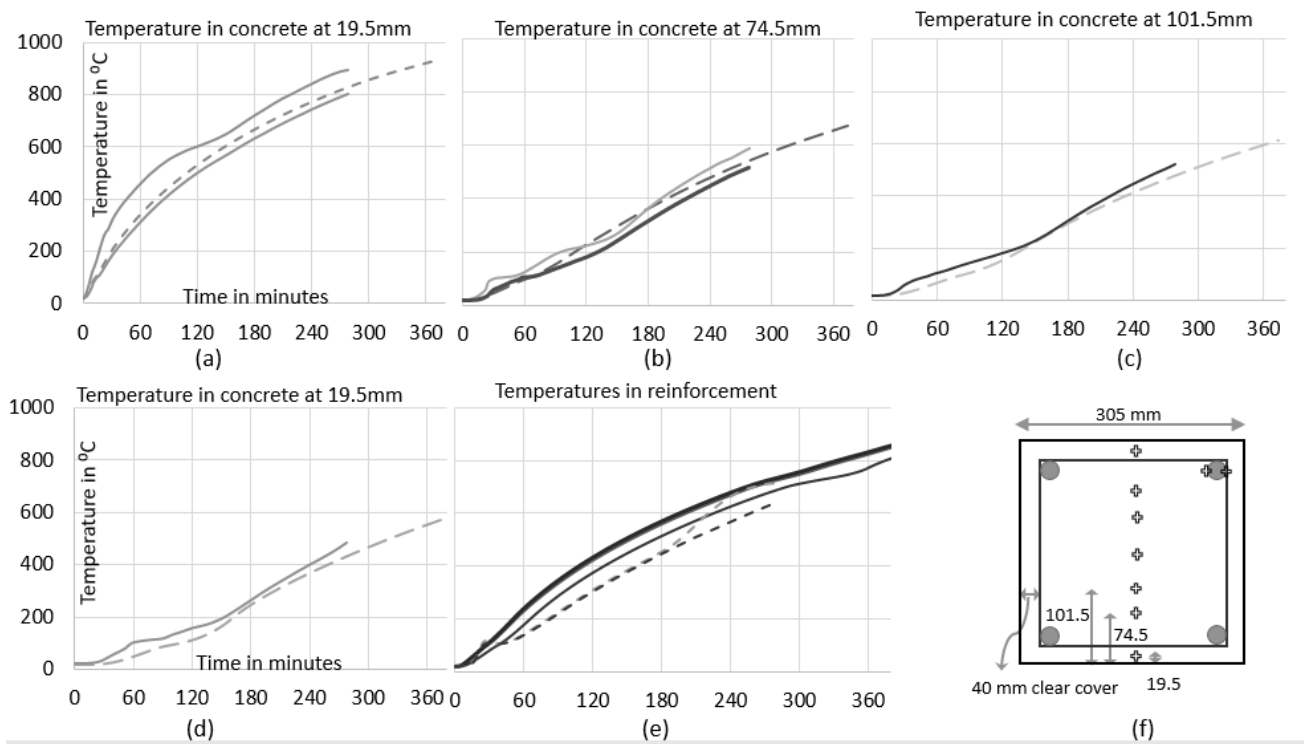 Temperature in concrete at 19.5mm
Temperature in concrete at 74.5mm
Temperature in concrete at 101.5mm
1000
800
600
400
200
0
Temperature in ⁰C
Time in minutes
0 60 120 180 240 300 360
0 60 120 180 240 300 360
0 60 120 180 240 300 360
(a)
(b)
(c)
Temperature in concrete at 19.5mm
Temperatures in reinforcement
1000
800
600
400
200
0
Temperature in ⁰C
Time in minutes
0 60 120 180 240 300 360
0 60 120 180 240 300 360
305 mm
101.5
74.5
40 mm clear cover
19.5
(d)
(e)
(f)